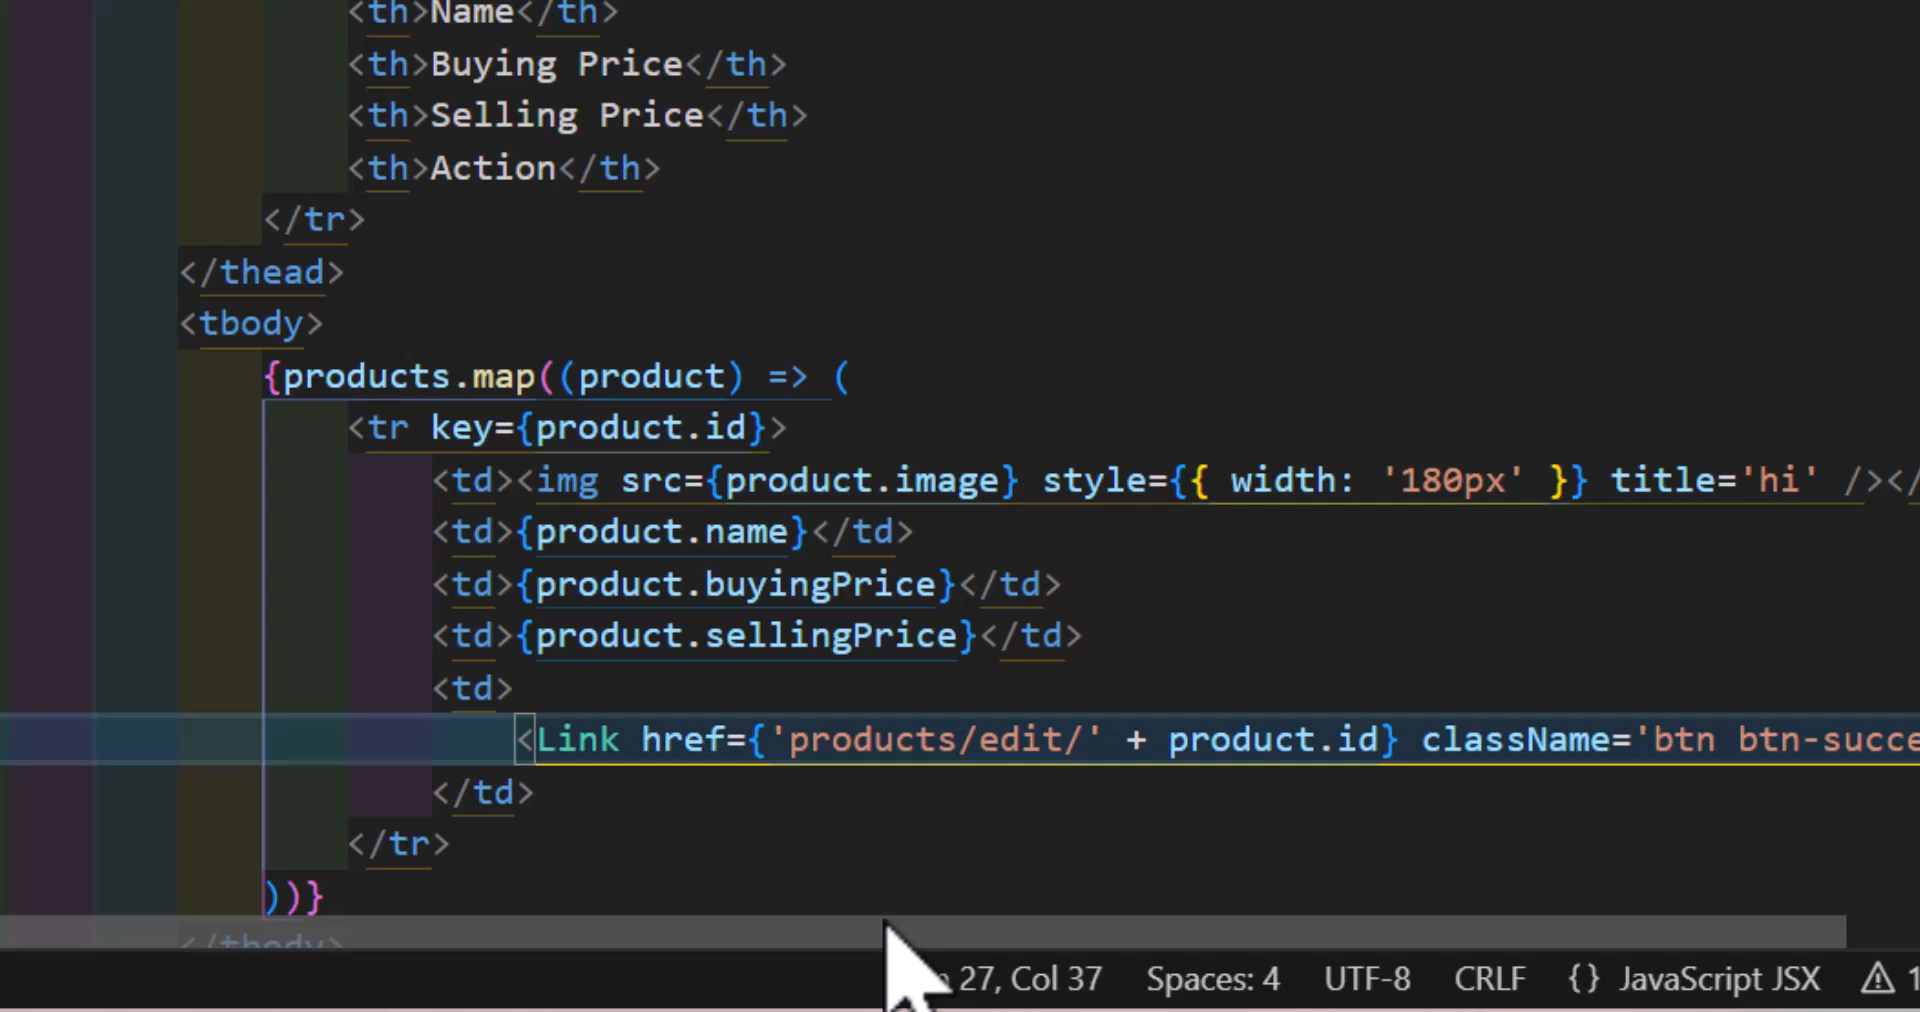 <th>Name</th>
<th>Buying Price</th>
<th>Selling Price</th>
<th>Action</th>
</tr>
</thead>
<tbody>
{products.map((product) => (
<tr key={product.id}>
<td><img src={product.image} style={{ width: '180px' }} title='hi' /></
<td>{product.name}</td>
<td>{product.buyingPrice}</td>
<td>{product.sellingPrice}</td>
<td>
<Link href={'products/edit/' + product.id} className='btn btn-succe
</td>
</tr>
))}
</tbody>
27, Col 37 Spaces: 4 UTF-8 CRLF {} JavaScript JSX 1